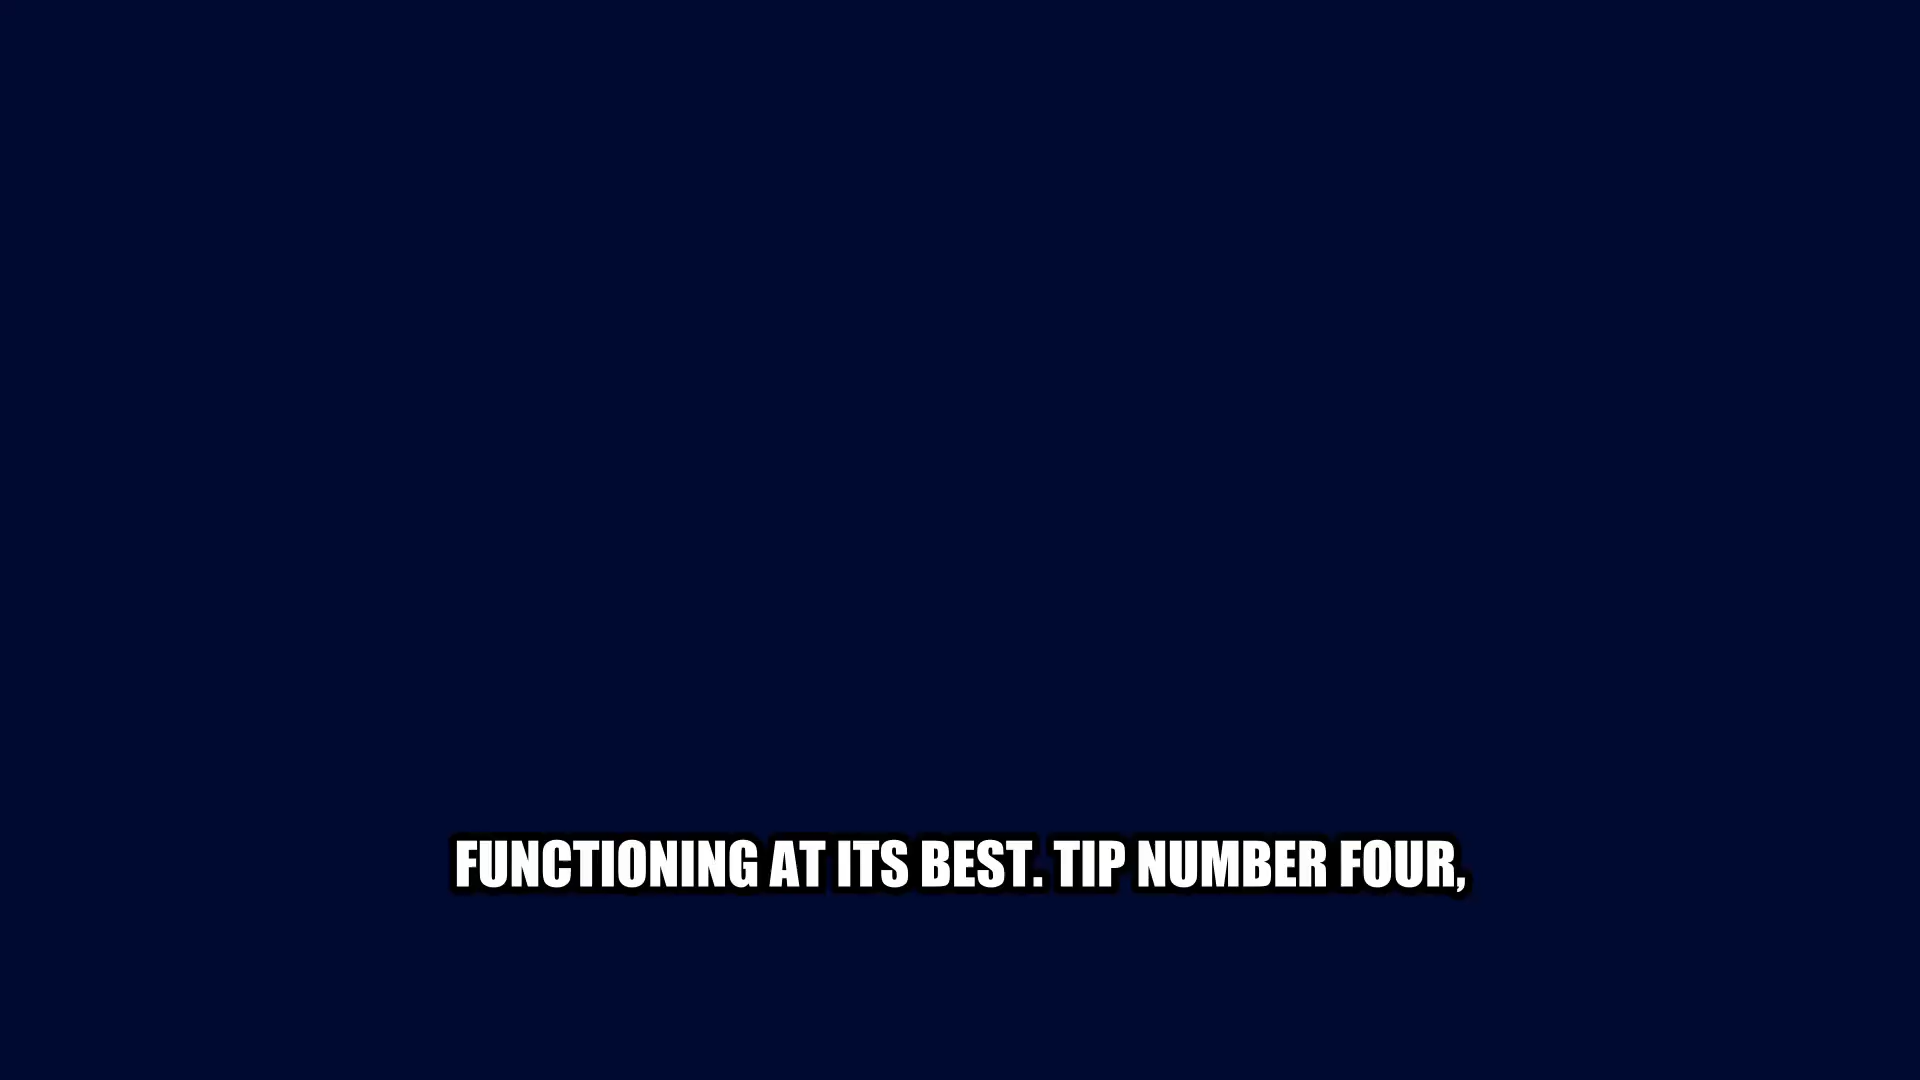 FUNCTIONING AT ITS BEST. TIP NUMBER FOUR,